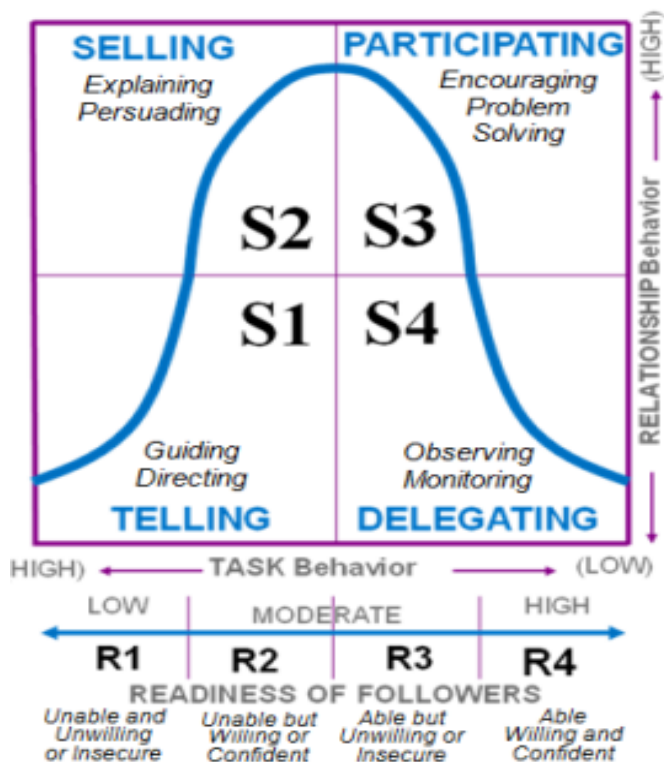 SELLING
Explaining
Persuading
PARTICIPATING
Encouraging
Problem
Solving
(HIGH)
RELATIONSHIP Behavior
S2
S3
S1
S4
Guiding
Directing
TELLING
Observing
Monitoring
DELEGATING
HIGH)
TASK Behavior
(LOW)
LOW
MODERATE
HIGH
R1
R2
R3
R4
READINESS OF FOLLOWERS
Unable and
Unwilling
or Insecure
Unable but
Willing or
Confident
Able but
Unwilling or
Insecure
Able
Willing and
Confident